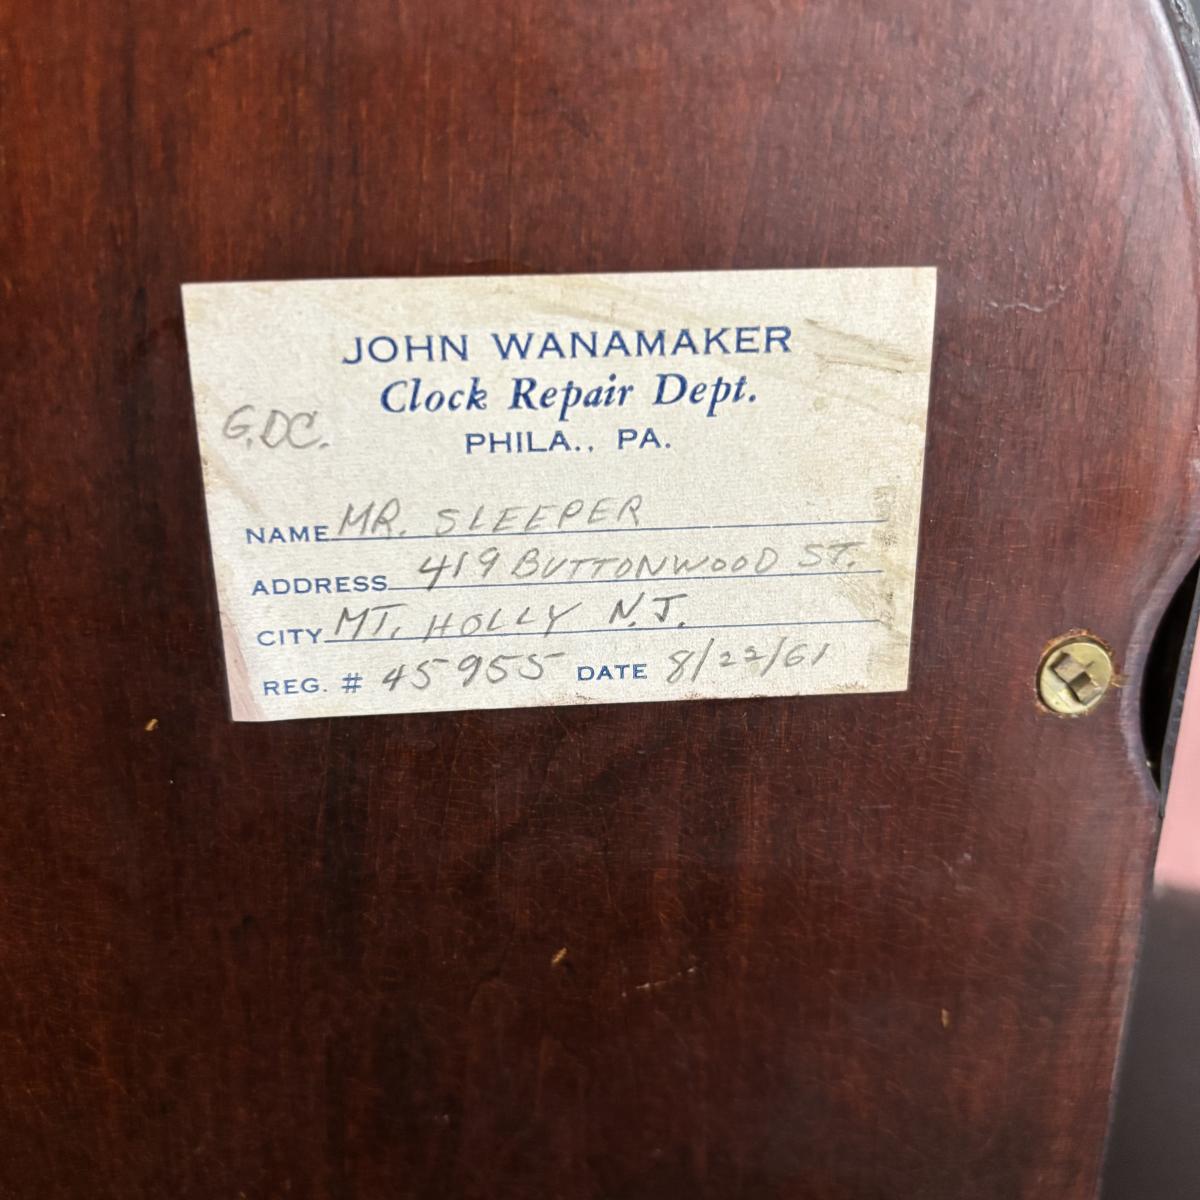 JOHN WANAMAKER
Clock Repair Dept.
G.DC.
PHILA., PA.
NAME MR. SLEEPER
ADDRESS 419 BUTTONWOOD ST.
CITY MT. HOLLY N.J.
REG. # 45955 DATE 8/22/61